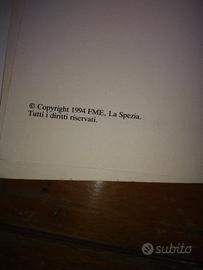 © Copyright 1994 FME, La Spezia.
Tutti i diritti riservati.
subito